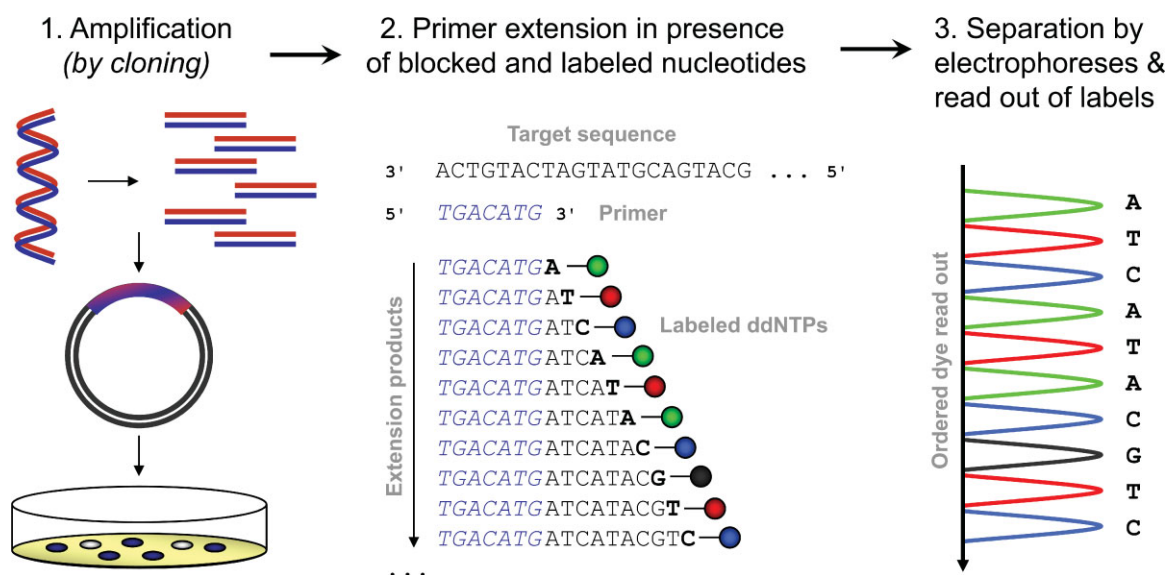 1. Amplification
(by cloning)
2. Primer extension in presence
of blocked and labeled nucleotides
3. Separation by
electrophoreses &
read out of labels
Target sequence
3' ACTGTACTAGTATGCAGTACG ... 5'
5' TGACATG 3' Primer
Extension products
TGACATGA
TGACATGAT
TGACATGATC
Labeled ddNTPs
TGACATGATCA
TGACATGATCAT
TGACATGATCATA
TGACATGATCATAC
TGACATGATCATACG
TGACATGATCATACGT
TGACATGATCATACGTC
...
Ordered dye read out
A
T
C
A
T
A
C
G
T
C